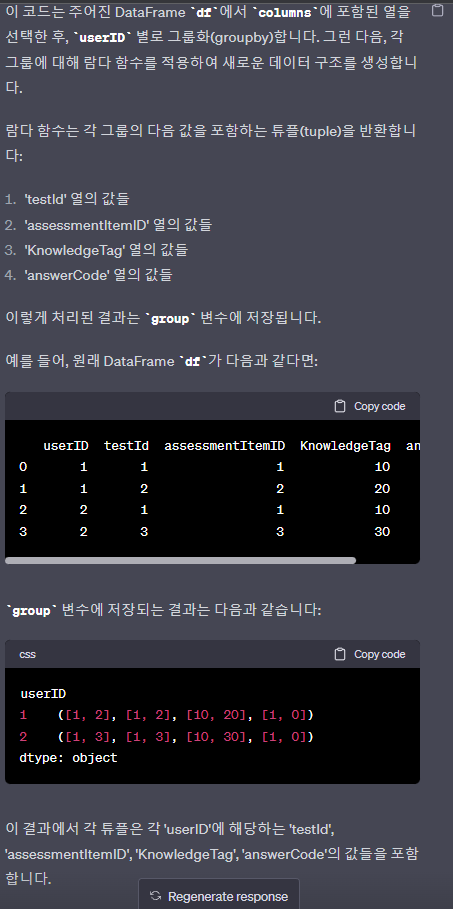 이 코드는 주어진 DataFrame `df`에서 `columns`에 포함된 열을
선택한 후, `userID` 별로 그룹화(groupby)합니다. 그런 다음, 각
그룹에 대해 람다 함수를 적용하여 새로운 데이터 구조를 생성합니
다.
람다 함수는 각 그룹의 다음 값을 포함하는 튜플(tuple)을 반환합니
다:
1. 'testId' 열의 값들
2. 'assessmentItemID' 열의 값들
3. 'KnowledgeTag' 열의 값들
4. 'answerCode' 열의 값들
이렇게 처리된 결과는 `group` 변수에 저장됩니다.
예를 들어, 원래 DataFrame `df`가 다음과 같다면:
Copy code
userID testId assessmentItemID KnowledgeTag an
0 1 1 1 10
1 1 2 2 20
2 2 1 1 10
3 2 3 3 30
`group` 변수에 저장되는 결과는 다음과 같습니다:
css Copy code
userID
1 ([1, 2], [1, 2], [10, 20], [1, 0])
2 ([1, 3], [1, 3], [10, 30], [1, 0])
dtype: object
이 결과에서 각 튜플은 각 'userID'에 해당하는 'testId',
'assessmentItemID', 'KnowledgeTag', 'answerCode'의 값들을 포함
합니다.
Regenerate response